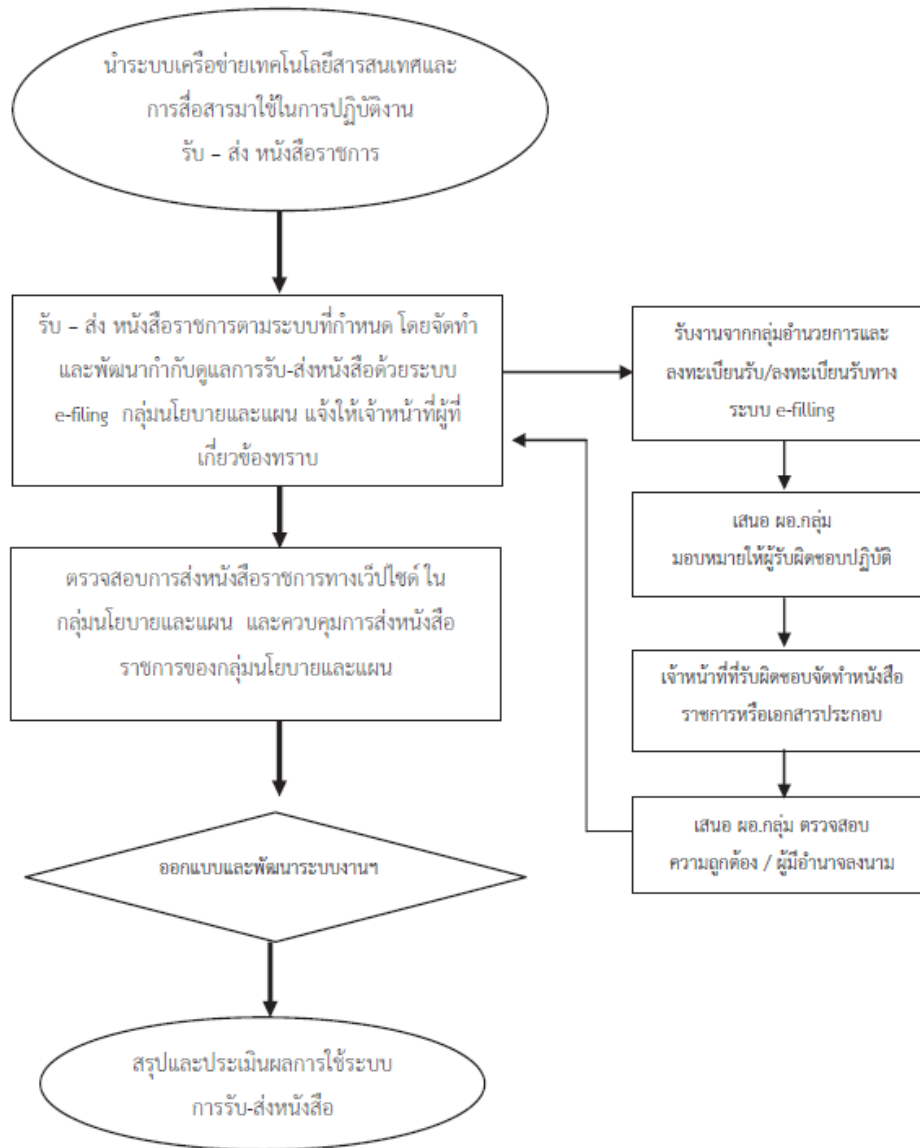 นำระบบเครือข่ายเทคโนโลยีสารสนเทศและ
การสื่อสารมาใช้ในการปฏิบัติงาน
รับ – ส่ง หนังสือราชการ
รับ – ส่ง หนังสือราชการตามระบบที่กำหนด โดยจัดทำ
และพัฒนากำกับดูแลการรับ-ส่งหนังสือด้วยระบบ
e-filing กลุ่มนโยบายและแผน แจ้งให้เจ้าหน้าที่ผู้ที่
เกี่ยวข้องทราบ
รับงานจากกลุ่มอำนวยการและ
ลงทะเบียนรับ/ลงทะเบียนรับทาง
ระบบ e-filling
เสนอ ผอ.กลุ่ม
มอบหมายให้ผู้รับผิดชอบปฏิบัติ
เจ้าหน้าที่ที่รับผิดชอบจัดทำหนังสือ
ราชการหรือเอกสารประกอบ
เสนอ ผอ.กลุ่ม ตรวจสอบ
ความถูกต้อง / ผู้มีอำนาจลงนาม
ตรวจสอบการส่งหนังสือราชการทางเว็ปไซด์ ใน
กลุ่มนโยบายและแผน และควบคุมการส่งหนังสือ
ราชการของกลุ่มนโยบายและแผน
ออกแบบและพัฒนาระบบงานฯ
สรุปและประเมินผลการใช้ระบบ
การรับ-ส่งหนังสือ